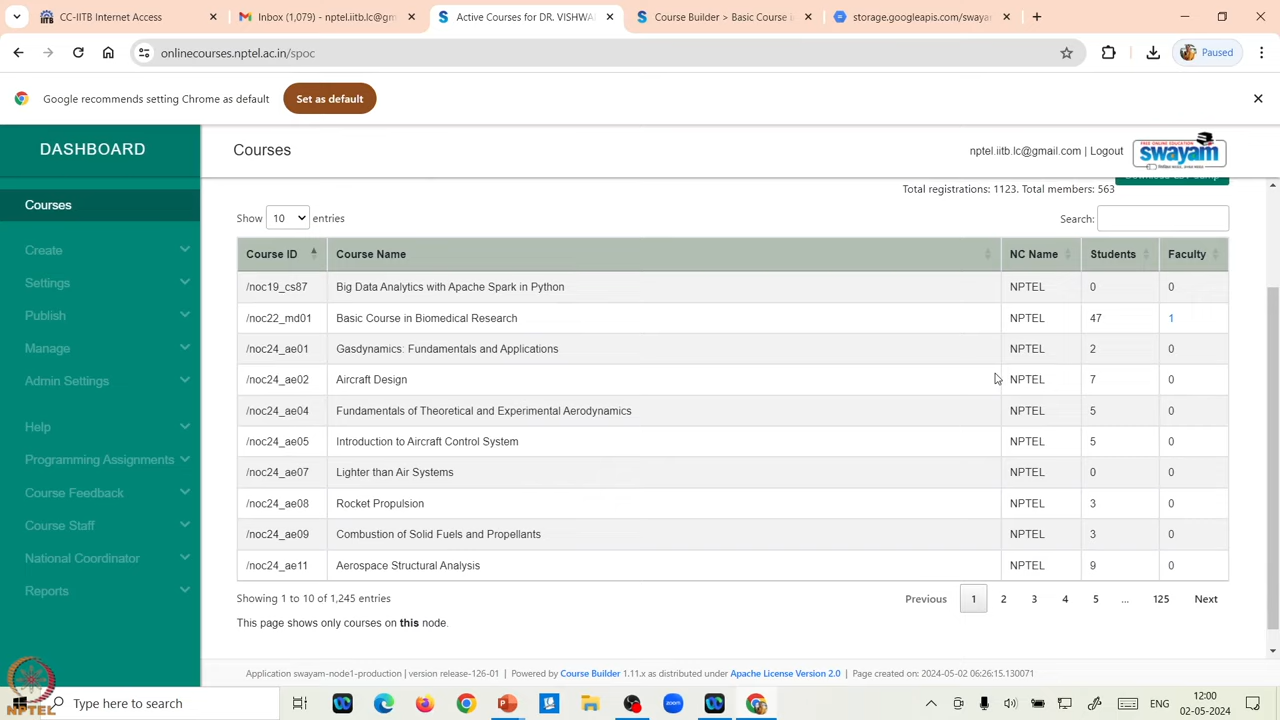 CC-IITB Internet Access
Inbox (1,079) - nptel.iitb.lc@gm
Active Courses for DR. VISHWA
Course Builder > Basic Course i
storage.googleapis.com/swaya
onlinecourses.nptel.ac.in/spoc
Paused
Google recommends setting Chrome as default
Set as default
DASHBOARD
Courses
nptel.iitb.lc@gmail.com | Logout
FREE ONLINE EDUCATION
swayam
Total registrations: 1123. Total members: 563
Courses
Show 10 entries
Search:
Create
Settings
Publish
Manage
Admin Settings
Help
Programming Assignments
Course Feedback
Course Staff
National Coordinator
Reports
Course ID Course Name NC Name Students Faculty
/noc19_cs87 Big Data Analytics with Apache Spark in Python NPTEL 0 0
/noc22_md01 Basic Course in Biomedical Research NPTEL 47 1
/noc24_ae01 Gasdynamics: Fundamentals and Applications NPTEL 2 0
/noc24_ae02 Aircraft Design NPTEL 7 0
/noc24_ae04 Fundamentals of Theoretical and Experimental Aerodynamics NPTEL 5 0
/noc24_ae05 Introduction to Aircraft Control System NPTEL 5 0
/noc24_ae07 Lighter than Air Systems NPTEL 0 0
/noc24_ae08 Rocket Propulsion NPTEL 3 0
/noc24_ae09 Combustion of Solid Fuels and Propellants NPTEL 3 0
/noc24_ae11 Aerospace Structural Analysis NPTEL 9 0
Showing 1 to 10 of 1,245 entries
Previous 1 2 3 4 5 ... 125 Next
This page shows only courses on this node.
Application swayam-node1-production | version release-126-01 | Powered by Course Builder 1.11.x as distributed under Apache License Version 2.0 | Page created on: 2024-05-02 06:26:15.130071
NPTEL
Type here to search
ENG
12:00
02-05-2024